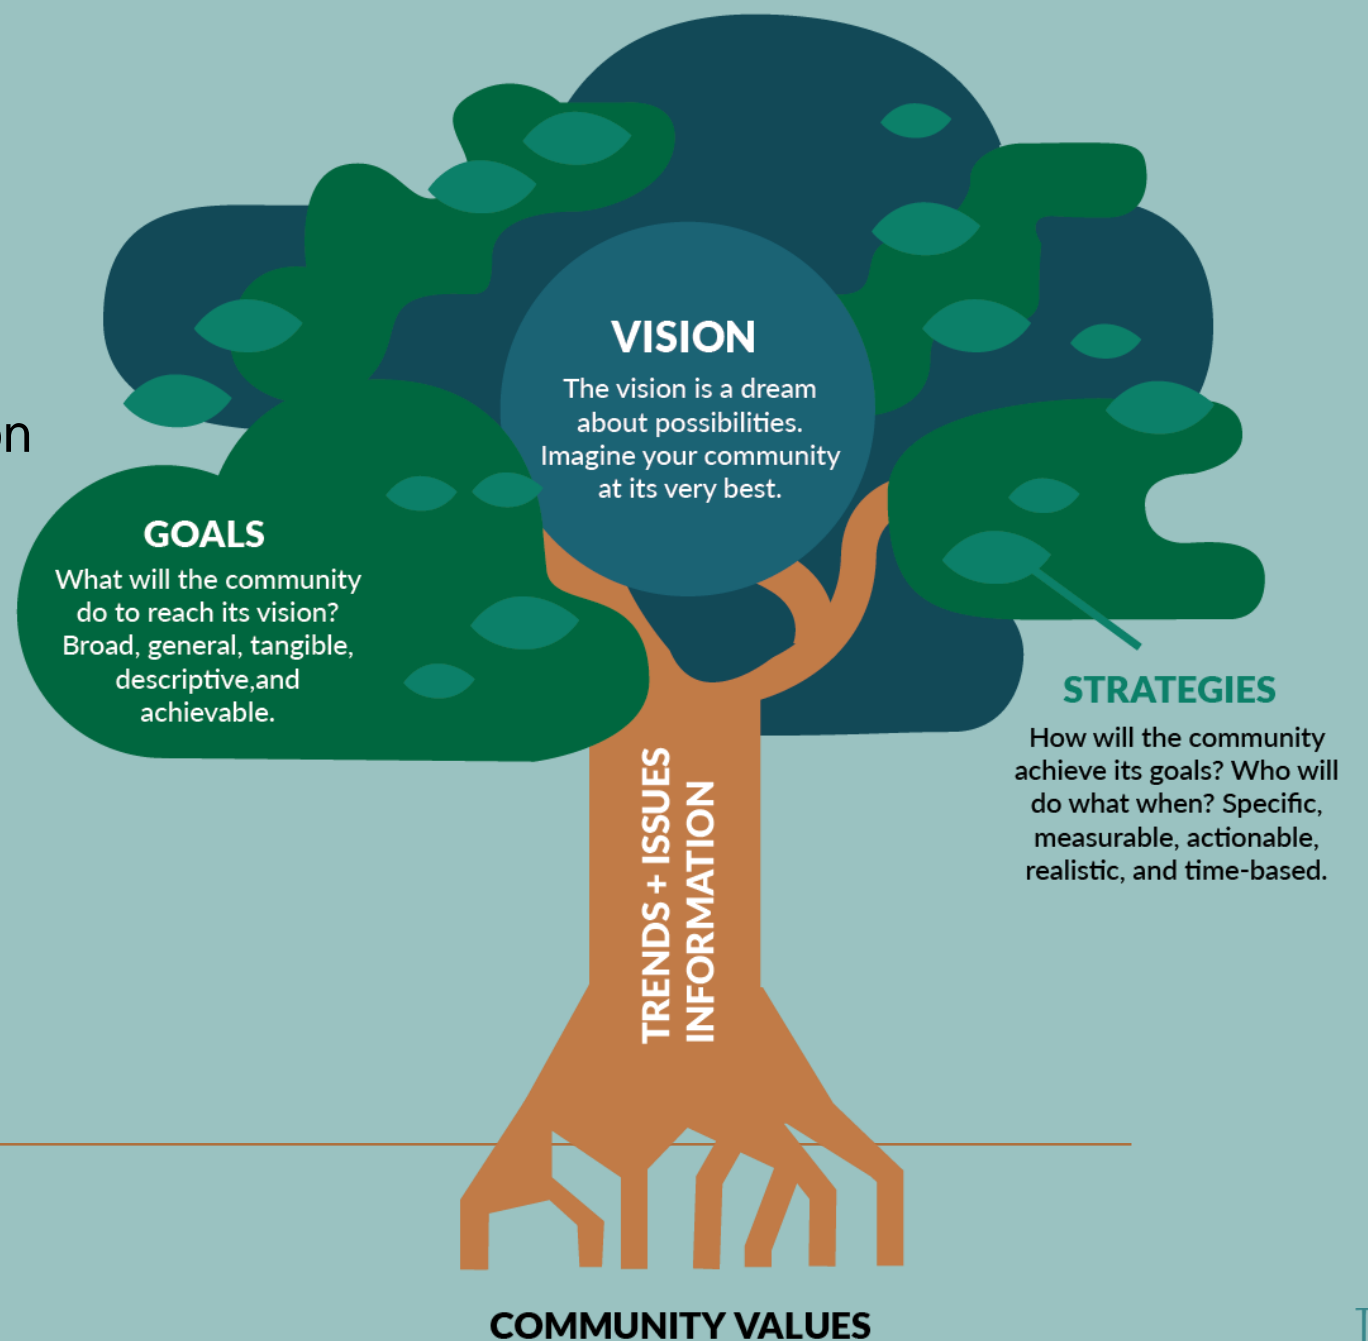 VISION
The vision is a dream
about possibilities.
Imagine your community
at its very best.
on
GOALS
What will the community
do to reach its vision?
Broad, general, tangible,
descriptive,and
achievable.
STRATEGIES
How will the community
achieve its goals? Who will
do what when? Specific,
measurable, actionable,
realistic, and time-based.
TRENDS + ISSUES
INFORMATION
COMMUNITY VALUES